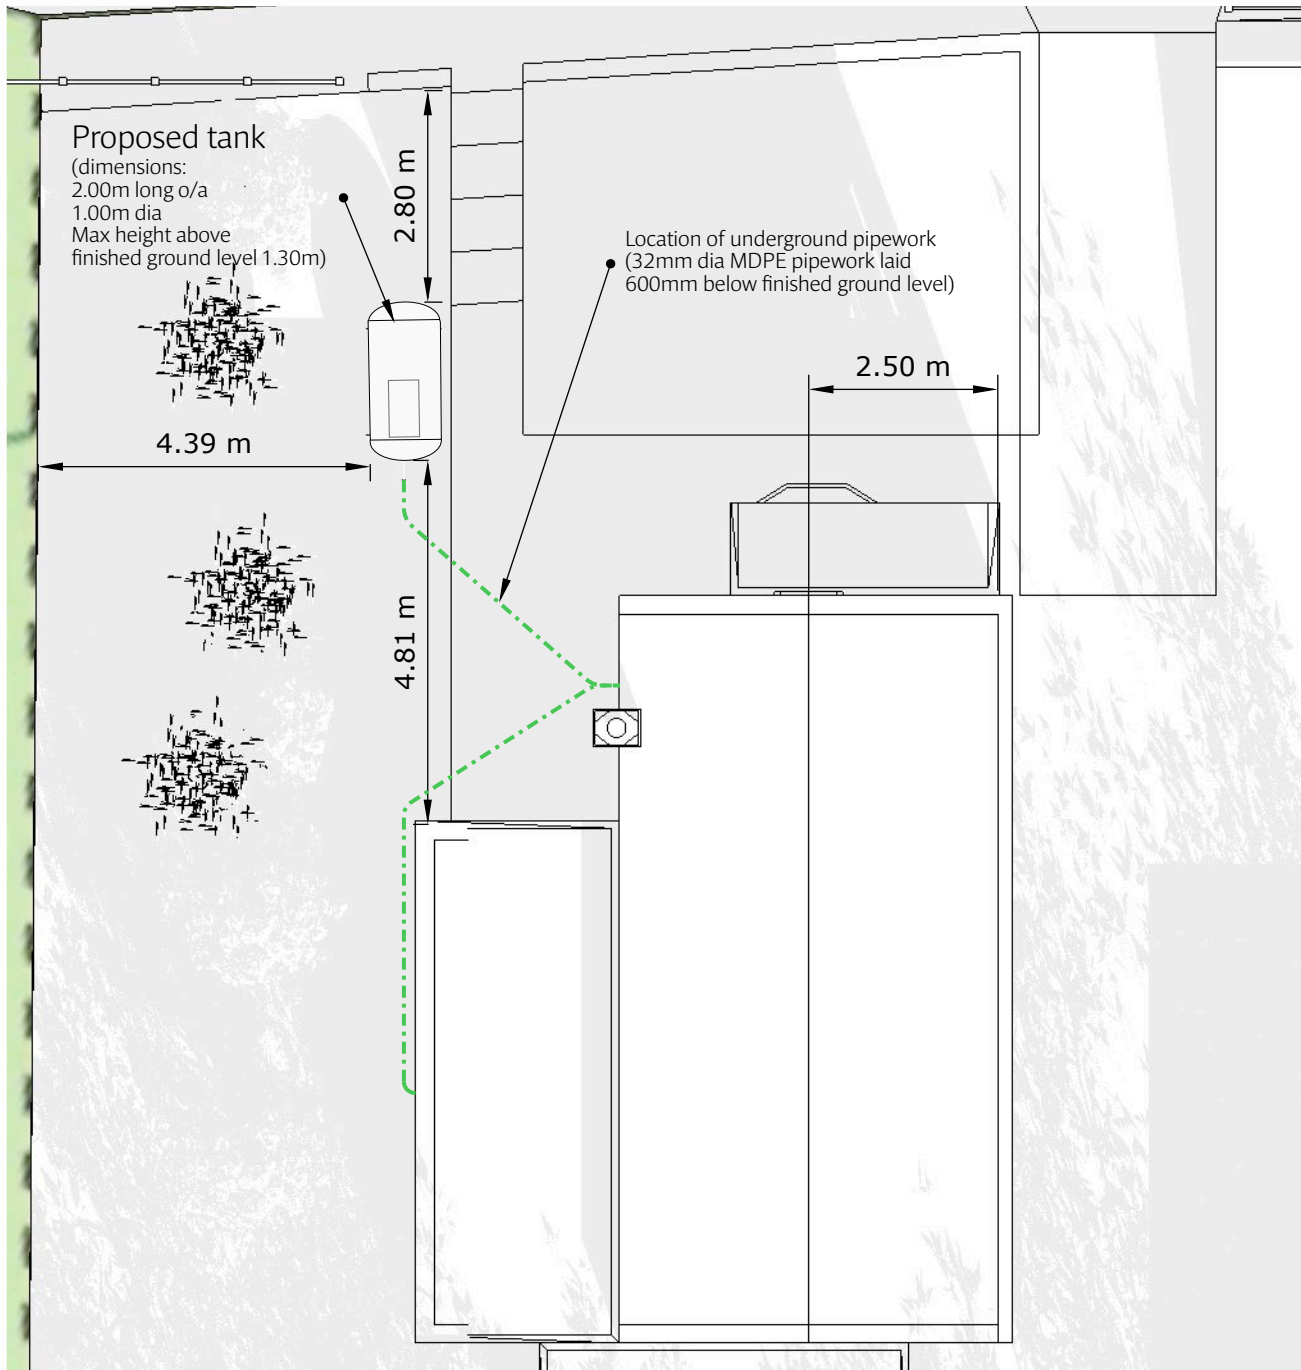 Proposed tank
(dimensions:
2.00m long o/a
1.00m dia
Max height above
finished ground level 1.30m)
2.80 m
Location of underground pipework
(32mm dia MDPE pipework laid
600mm below finished ground level)
2.50 m
4.39 m
4.81 m